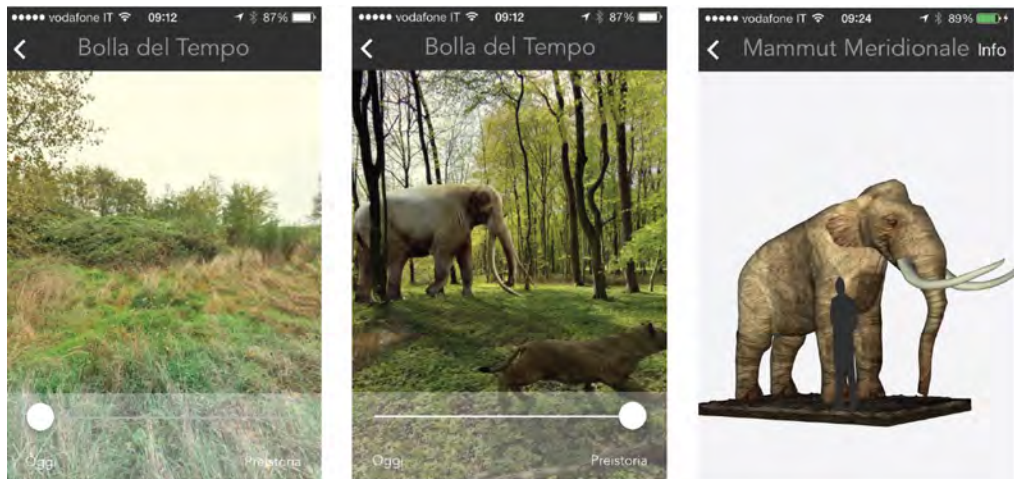 ●●●●● vodafone IT 09:12 87%
Bolla del Tempo
Oggi Preistoria
●●●●● vodafone IT 09:12 87%
Bolla del Tempo
Oggi Preistoria
●●●●● vodafone IT 09:24 89%
Mammut Meridionale Info